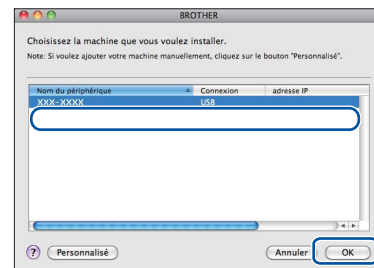 BROTHER
Choisissez la machine que vous voulez installer.
Note: Si voulez ajouter votre machine manuellement, cliquez sur le bouton "Personnalisé".
Nom du périphérique Connexion adresse IP
XXX-XXXX USB
? Personnalisé Annuler OK